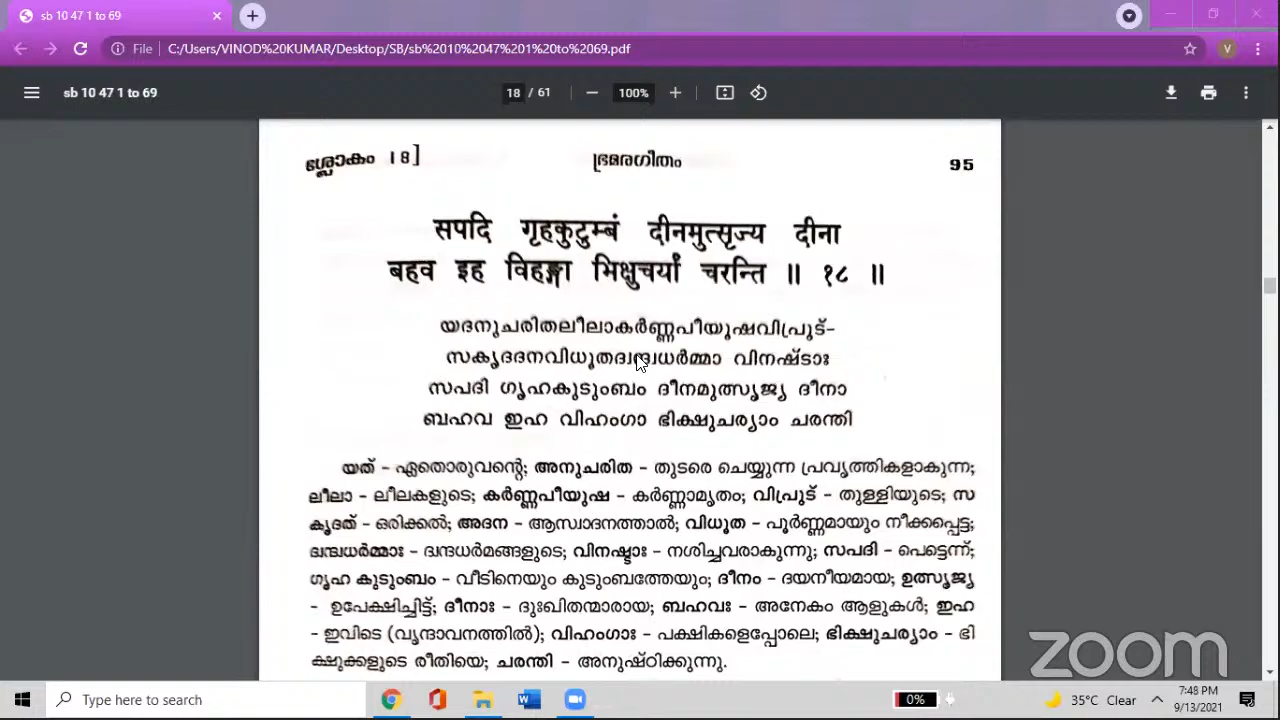 sb 10 47 1 to 69
File C:/Users/VINOD%20KUMAR/Desktop/SB/sb%2010%2047%201%20to%2069.pdf
V
sb 10 47 1 to 69 18 / 61 100%
ശ്ലോകം 18] ഭ്രമരഗീതം 95
सपदि गृहकुटुम्बं दीनमुत्सृज्य दीना
बहव इह विहङ्गा भिक्षुचर्यां चरन्ति ॥ १८ ॥
യദനുചരിതലീലാകർണ്ണപീയൂഷവിപ്രുട്-
സകൃദദനവിധൂതദ്വന്ദ്വധർമ്മാ വിനഷ്ടാഃ
സപദി ഗൃഹകുടുംബം ദീനമുത്സൃജ്യ ദീനാ
ബഹവ ഇഹ വിഹംഗാ ഭിക്ഷുചര്യാം ചരന്തി
യത് - ഏതൊരുവന്റെ; അനുചരിത - തുടരെ ചെയ്യുന്ന പ്രവൃത്തികളാകുന്ന;
ലീലാ - ലീലകളുടെ; കർണ്ണപീയൂഷ - കർണ്ണാമൃതം; വിപ്രുട് - തുള്ളിയുടെ; സ
കൃദത് - ഒരിക്കൽ; അദന - ആസ്വാദനത്താൽ; വിധൂത - പൂർണ്ണമായും നീക്കപ്പെട്ട;
ദ്വന്ദ്വധർമ്മാഃ - ദ്വന്ദധർമങ്ങളുടെ; വിനഷ്ടാഃ - നശിച്ചവരാകുന്നു; സപദി - പെട്ടെന്ന്;
ഗൃഹ കുടുംബം - വീടിനെയും കുടുംബത്തേയും; ദീനം - ദയനീയമായ; ഉത്സൃജ്യ
- ഉപേക്ഷിച്ചിട്ട്; ദീനാഃ - ദുഃഖിതന്മാരായ; ബഹവഃ - അനേകം ആളുകൾ; ഇഹ
- ഇവിടെ (വൃന്ദാവനത്തിൽ); വിഹംഗാഃ - പക്ഷികളെപ്പോലെ; ഭിക്ഷുചര്യാം - ഭി
ക്ഷുക്കളുടെ രീതിയെ; ചരന്തി - അനുഷ്ഠിക്കുന്നു.
zoom
Type here to search 0% 35°C Clear 7:48 PM
9/13/2021